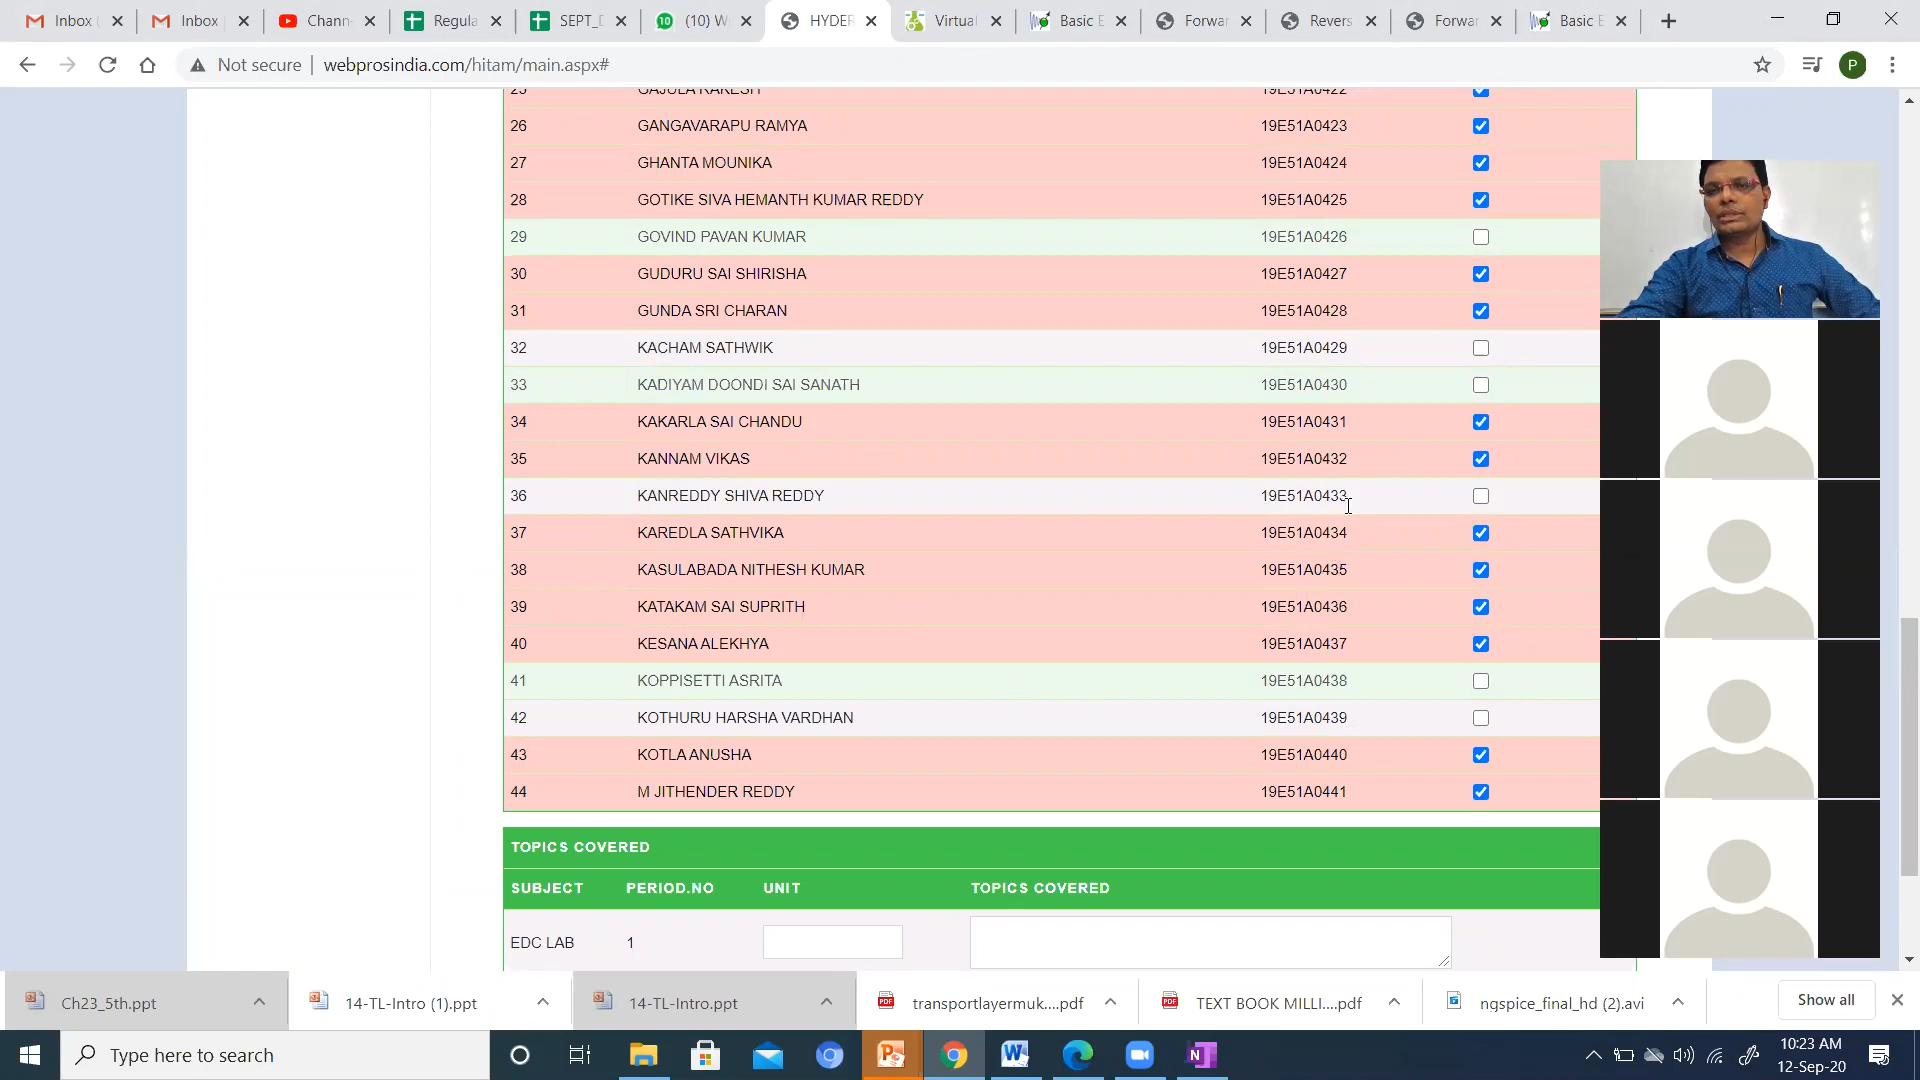 Inbox Inbox Chann Regula SEPT_D (10) W HYDER Virtual Basic E Forwar Revers Forwar Basic E
Not secure webprosindia.com/hitam/main.aspx# P
25 GAJULA RAKESH 19E51A0422
26 GANGAVARAPU RAMYA 19E51A0423
27 GHANTA MOUNIKA 19E51A0424
28 GOTIKE SIVA HEMANTH KUMAR REDDY 19E51A0425
29 GOVIND PAVAN KUMAR 19E51A0426
30 GUDURU SAI SHIRISHA 19E51A0427
31 GUNDA SRI CHARAN 19E51A0428
32 KACHAM SATHWIK 19E51A0429
33 KADIYAM DOONDI SAI SANATH 19E51A0430
34 KAKARLA SAI CHANDU 19E51A0431
35 KANNAM VIKAS 19E51A0432
36 KANREDDY SHIVA REDDY 19E51A0433
37 KAREDLA SATHVIKA 19E51A0434
38 KASULABADA NITHESH KUMAR 19E51A0435
39 KATAKAM SAI SUPRITH 19E51A0436
40 KESANA ALEKHYA 19E51A0437
41 KOPPISETTI ASRITA 19E51A0438
42 KOTHURU HARSHA VARDHAN 19E51A0439
43 KOTLA ANUSHA 19E51A0440
44 M JITHENDER REDDY 19E51A0441
TOPICS COVERED
SUBJECT PERIOD.NO UNIT TOPICS COVERED
EDC LAB 1
Ch23_5th.ppt 14-TL-Intro (1).ppt 14-TL-Intro.ppt transportlayermuk....pdf TEXT BOOK MILLI....pdf ngspice_final_hd (2).avi Show all
Type here to search 10:23 AM
12-Sep-20